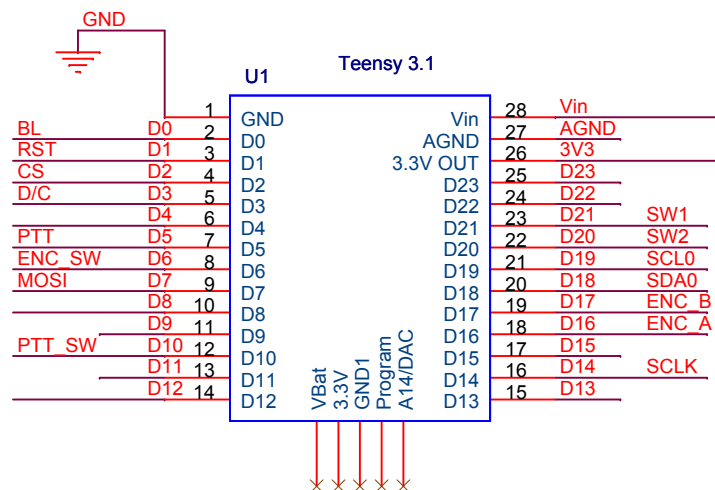 GND
U1 Teensy 3.1
1 GND Vin 28 Vin
BL D0 2 D0 AGND 27 AGND
RST D1 3 D1 3.3V OUT 26 3V3
CS D2 4 D2 D23 25 D23
D/C D3 5 D3 D22 24 D22
D4 6 D4 D21 23 D21 SW1
PTT D5 7 D5 D20 22 D20 SW2
ENC_SW D6 8 D6 D19 21 D19 SCL0
MOSI D7 9 D7 D18 20 D18 SDA0
D8 10 D8 D17 19 D17 ENC_B
D9 11 D9 D16 18 D16 ENC_A
PTT_SW D10 12 D10 D15 17 D15
D11 13 D11 D14 16 D14 SCLK
D12 14 D12 D13 15 D13
VBat
3.3V
GND1
Program
A14/DAC